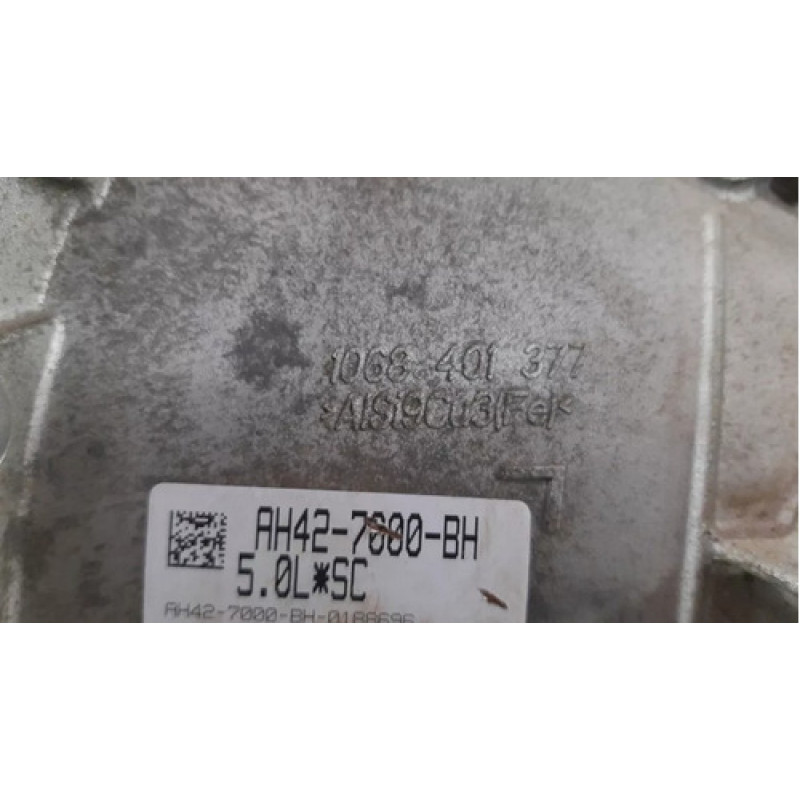 1068 401 377
>AlSi9Cu3(Fe)<
AH42-7000-BH
5.0L*SC
AH42-7000-BH-0188696